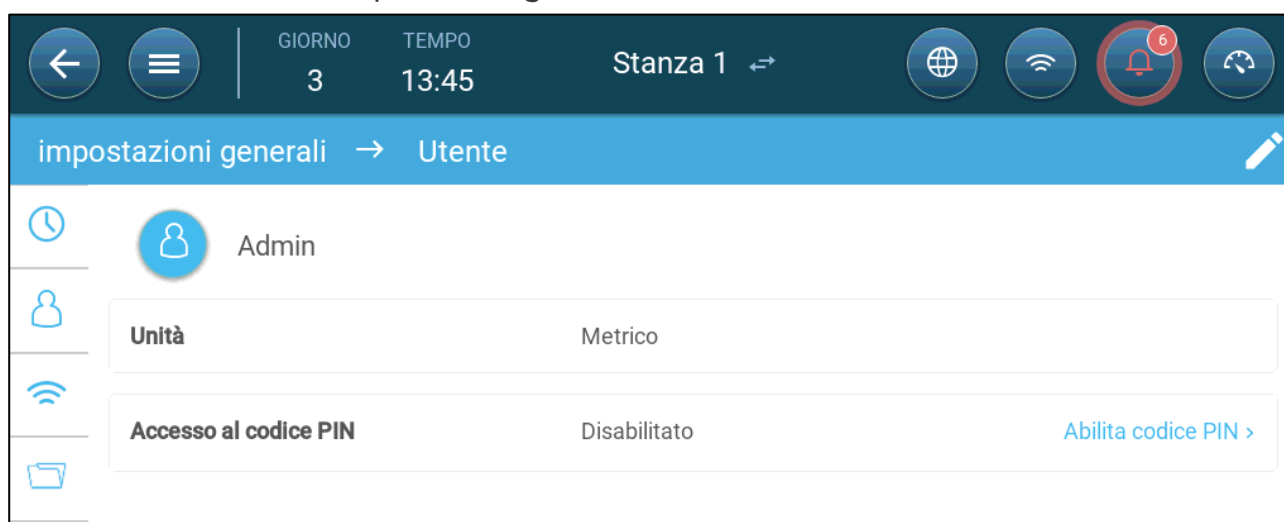 GIORNO TEMPO
3 13:45 Stanza 1 6
impostazioni generali → Utente
Admin
Unità Metrico
Accesso al codice PIN Disabilitato Abilita codice PIN >